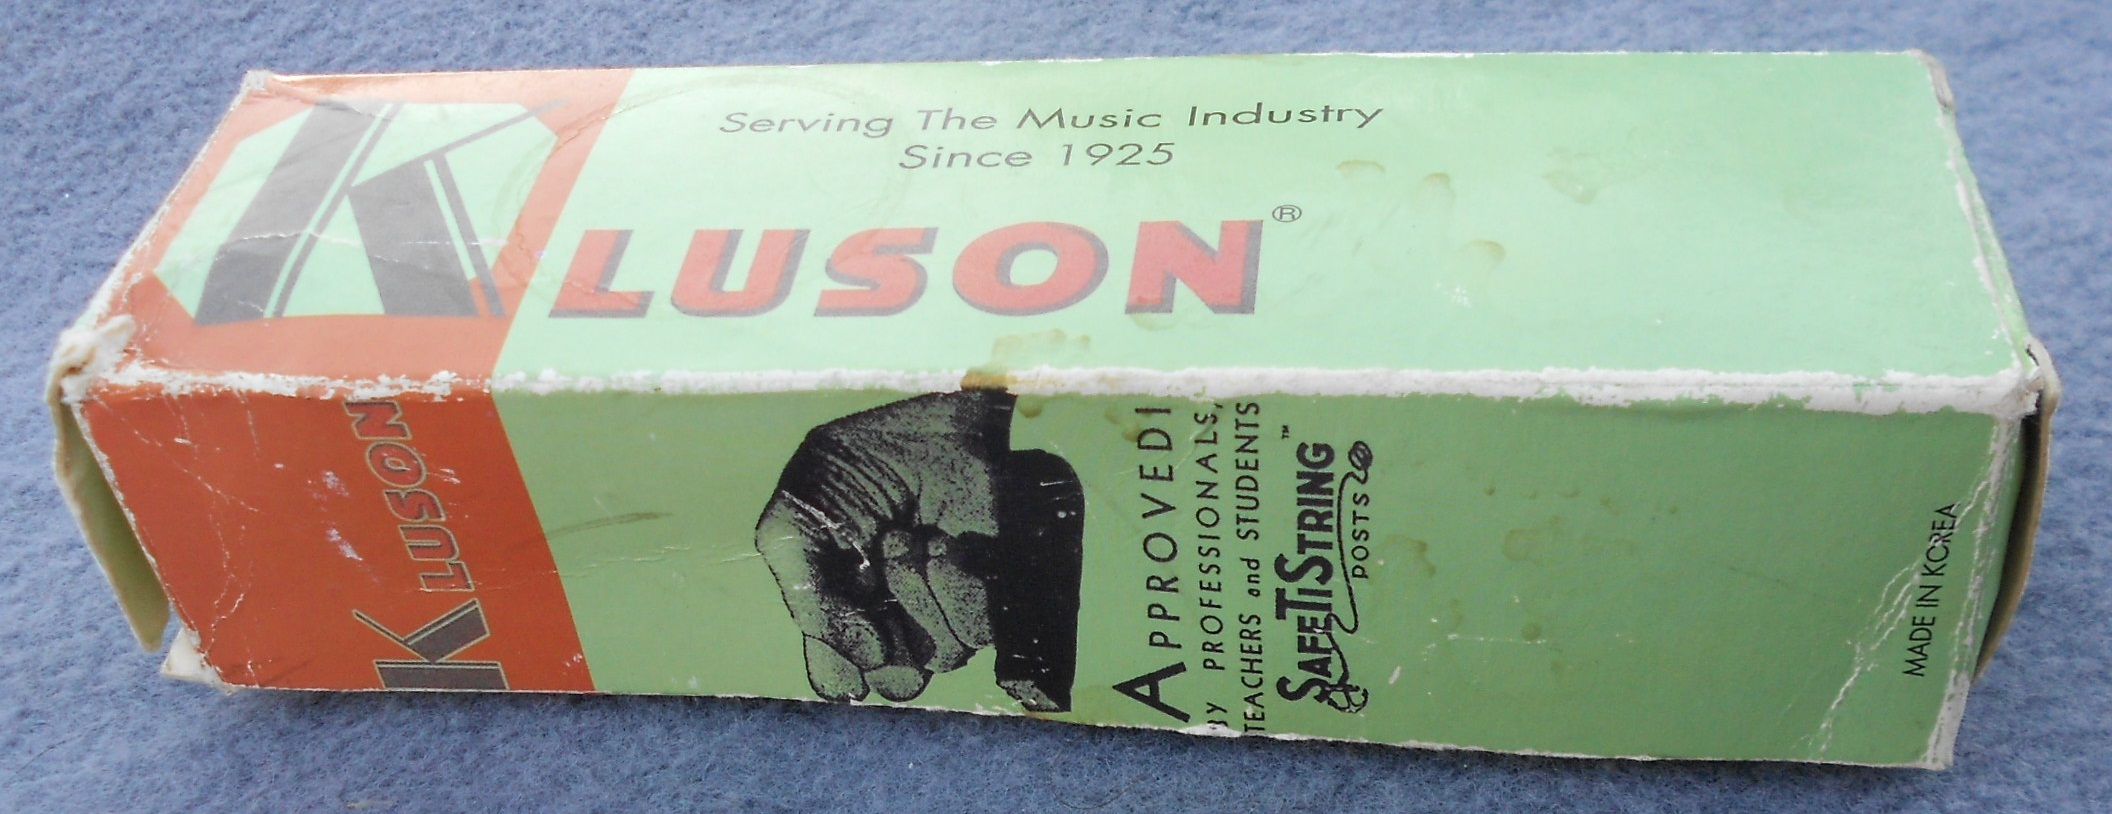 Serving The Music Industry
Since 1925
KLUSON®
KLUSON
APPROVED!
BY PROFESSIONALS,
TEACHERS and STUDENTS
SAFETISTRING™
POSTS
MADE IN KOREA